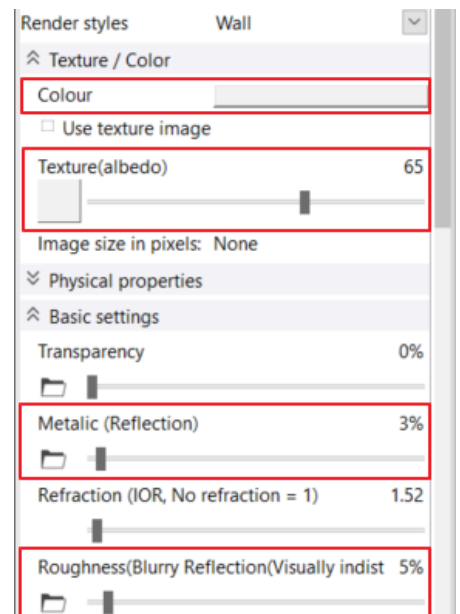 Render styles Wall
Texture / Color
Colour
Use texture image
Texture(albedo) 65
Image size in pixels: None
Physical properties
Basic settings
Transparency 0%
Metalic (Reflection) 3%
Refraction (IOR, No refraction = 1) 1.52
Roughness(Blurry Reflection(Visually indist 5%